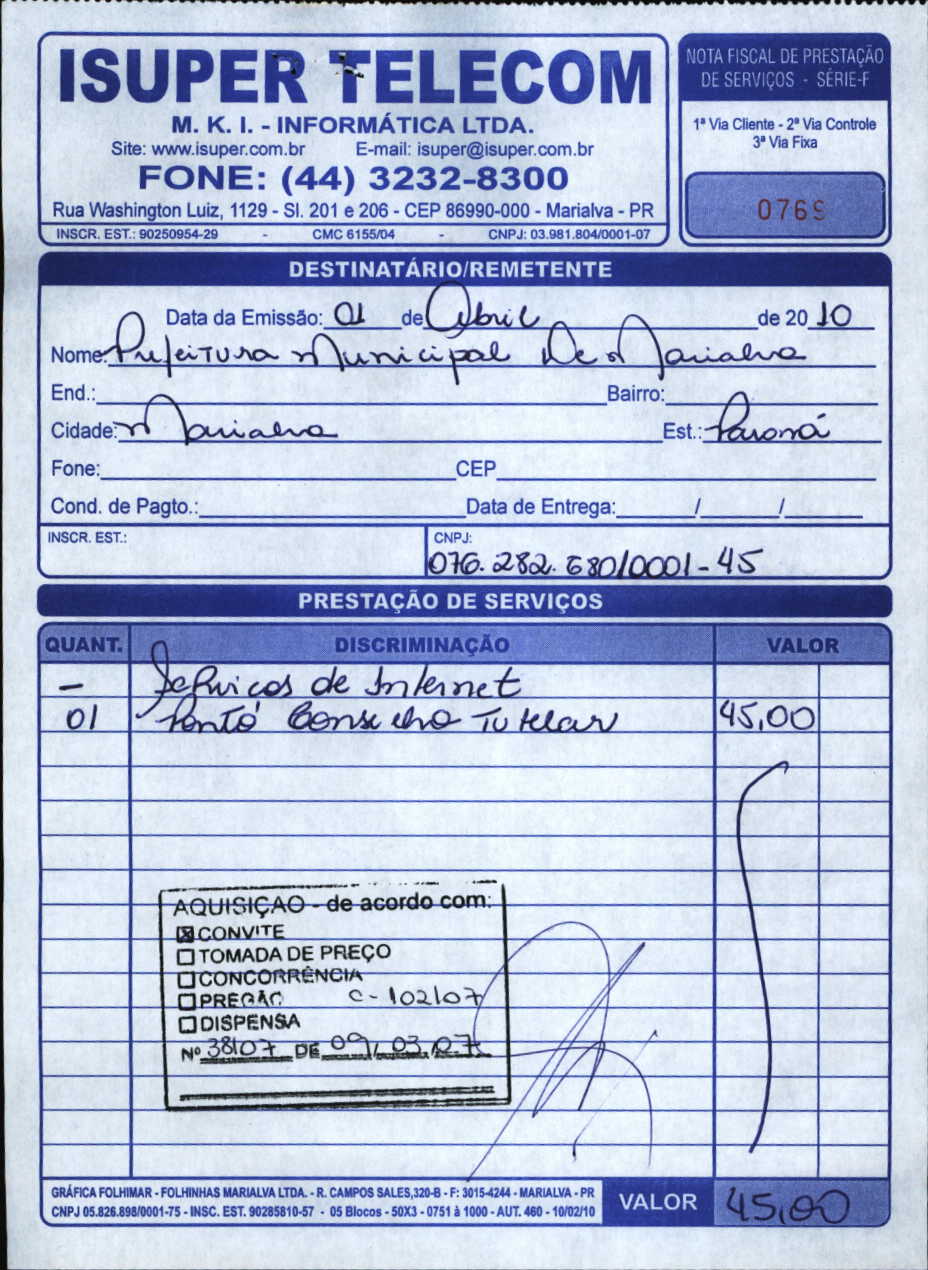 ISUPER TELECOM
M. K. I. - INFORMÁTICA LTDA.
Site: www.isuper.com.br E-mail: isuper@isuper.com.br
FONE: (44) 3232-8300
Rua Washington Luiz, 1129 - Sl. 201 e 206 - CEP 86990-000 - Marialva - PR
INSCR. EST.: 90250954-29 - CMC 6155/04 - CNPJ: 03.981.804/0001-07
NOTA FISCAL DE PRESTAÇÃO
DE SERVIÇOS - SÉRIE-F
1ª Via Cliente - 2ª Via Controle
3ª Via Fixa
0769
DESTINATÁRIO/REMETENTE
Data da Emissão: 01 de Abril de 20 10
Nome: Prefeitura Municipal De Marialva
End.: Bairro:
Cidade: Marialva Est.: Paraná
Fone: CEP
Cond. de Pagto.: Data de Entrega: / /
INSCR. EST.: CNPJ:
076.282.680/0001-45
PRESTAÇÃO DE SERVIÇOS
QUANT. DISCRIMINAÇÃO VALOR
- Serviços de Internet
01 Ponto Conselho Tutelar 45,00
AQUISIÇÃO - de acordo com:
☒ CONVITE
☐ TOMADA DE PREÇO
☐ CONCORRÊNCIA
☐ PREGÃO C-102107
☐ DISPENSA
Nº 38107 DE 09/03/07
GRÁFICA FOLHIMAR - FOLHINHAS MARIALVA LTDA. - R. CAMPOS SALES,320-B - F: 3015-4244 - MARIALVA - PR
CNPJ 05.826.898/0001-75 - INSC. EST. 90285810-57 - 05 Blocos - 50X3 - 0751 à 1000 - AUT. 460 - 10/02/10
VALOR 45,00